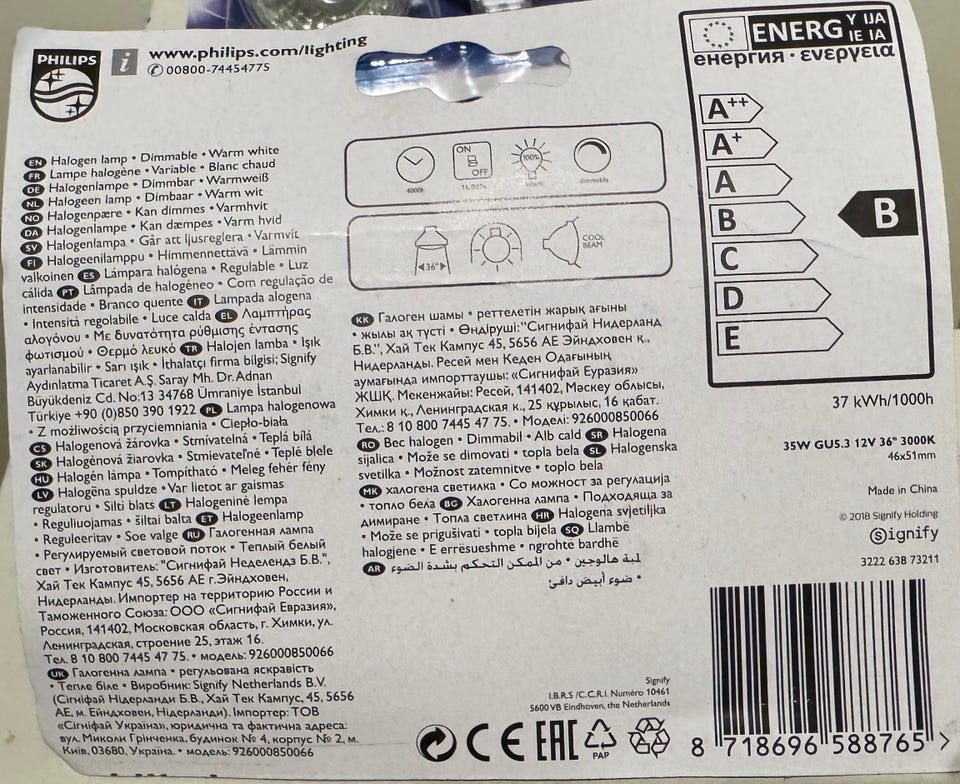 PHILIPS
i www.philips.com/lighting
✆ 00800-74454775
EN Halogen lamp • Dimmable • Warm white
FR Lampe halogène • Variable • Blanc chaud
DE Halogenlampe • Dimmbar • Warmweiß
NL Halogeen lamp • Dimbaar • Warm wit
NO Halogenpære • Kan dimmes • Varmhvit
DA Halogenlampe • Kan dæmpes • Varm hvid
SV Halogenlampa • Går att ljusreglera • Varmvit
FI Halogeenilamppu • Himmennettävä • Lämmin
valkoinen ES Lámpara halógena • Regulable • Luz
cálida PT Lâmpada de halogéneo • Com regulação de
intensidade • Branco quente IT Lampada alogena
• Intensità regolabile • Luce calda EL Λαμπτήρας
αλογόνου • Με δυνατότητα ρύθμισης έντασης
φωτισμού • Θερμό λευκό TR Halojen lamba • Işık
ayarlanabilir • Sarı ışık • İthalatçı firma bilgisi; Signify
Aydınlatma Ticaret A.Ş. Saray Mh. Dr. Adnan
Büyükdeniz Cd. No:13 34768 Ümraniye İstanbul
Türkiye +90 (0)850 390 1922 PL Lampa halogenowa
• Z możliwością przyciemniania • Ciepło-biała
CS Halogenová žárovka • Stmívatelná • Teplá bílá
SK Halogénová žiarovka • Stmievateľné • Teplé biele
HU Halogén lámpa • Tompítható • Meleg fehér fény
LV Halogēna spuldze • Var lietot ar gaismas
regulatoru • Silti blats LT Halogeninė lempa
• Reguliuojamas • šiltai balta ET Halogeenlamp
• Reguleeritav • Soe valge RU Галогенная лампа
• Регулируемый световой поток • Теплый белый
свет • Изготовитель: "Сигнифай Неделендз Б.В.",
Хай Тек Кампус 45, 5656 АЕ г.Эйндховен,
Нидерланды. Импортер на территорию России и
Таможенного Союза: ООО «Сигнифай Евразия»,
Россия, 141402, Московская область, г. Химки, ул.
Ленинградская, строение 25, этаж 16.
Тел. 8 10 800 7445 47 75. • модель: 926000850066
UK Галогенна лампа • регульована яскравість
• Тепло біле • Виробник: Signify Netherlands B.V.
(Сігніфай Нідерланди Б.В., Хай Тек Кампус, 45, 5656
АЕ, м. Ейндховен, Нідерланди). Імпортер: ТОВ
«Сігніфай Україна», юридична та фактична адреса:
вул. Миколи Грінченка, будинок № 4, корпус № 2, м.
Київ, 03680, Україна. • модель: 926000850066
4000h
ON
OFF
100%
dimmable
36°
COOL
BEAM
KK Галоген шамы • реттелетін жарық ағыны
• жылы ақ түсті • Өндіруші:"Сигнифай Нидерланд
Б.В.", Хай Тек Кампус 45, 5656 АЕ Эйндховен қ.,
Нидерланды. Ресей мен Кеден Одағының
аумағында импорттаушы: «Сигнифай Еуразия»
ЖШҚ. Мекенжайы: Ресей, 141402, Мәскеу облысы,
Химки қ., Ленинградская к., 25 құрылыс, 16 қабат.
Тел.: 8 10 800 7445 47 75. • Моделі: 926000850066
RO Bec halogen • Dimmabil • Alb cald SR Halogena
sijalica • Može se dimovati • topla bela SL Halogenska
svetilka • Možnost zatemnitve • toplo bela
MK халогена светилка • Со можност за регулација
• топло бела BG Халогенна лампа • Подходяща за
димиране • Топла светлина HR Halogena svjetiljka
• Može se prigušivati • topla bijela SQ Llambë
halogjene • E errësueshme • ngrohte bardhë
AR لمبة هالوجين • من الممكن التحكم بشدة الضوء
• ضوء أبيض دافئ
Signify
I.B.R.S /C.C.R.I. Numéro 10461
5600 VB Eindhoven, the Netherlands
CE EAC PAP
ENERG Y IJA
IE IA
енергия • ενεργεια
A++
A+
A
B
C
D
E
B
37 kWh/1000h
35W GU5.3 12V 36° 3000K
46x51mm
Made in China
© 2018 Signify Holding
Signify
3222 638 73211
8 718696 588765 >